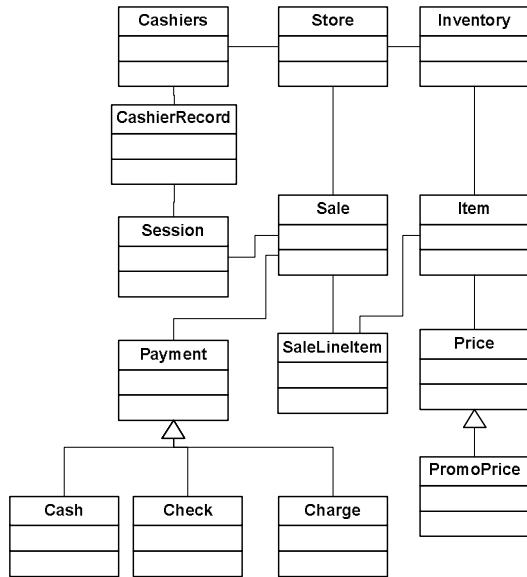 Cashiers
Store
Inventory
CashierRecord
Session
Sale
Item
Payment
SaleLineItem
Price
PromoPrice
Cash
Check
Charge